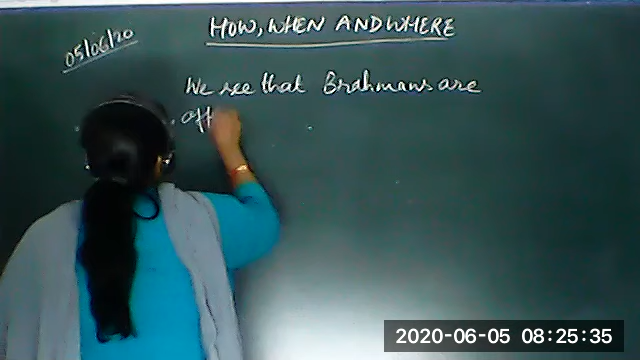 05/06/20
HOW, WHEN AND WHERE
We see that Brahmans are
off
2020-06-05 08:25:35